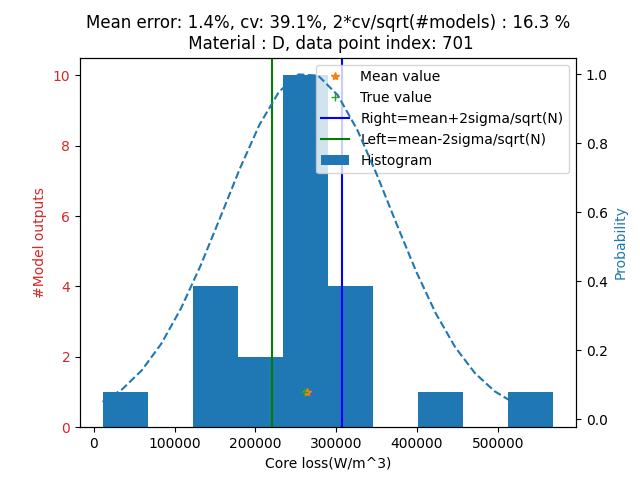 Mean error: 1.4%, cv: 39.1%, 2*cv/sqrt(#models) : 16.3 %
Material : D, data point index: 701
Mean value
True value
Right=mean+2sigma/sqrt(N)
Left=mean-2sigma/sqrt(N)
Histogram
#Model outputs
10
8
6
4
2
0
Probability
1.0
0.8
0.6
0.4
0.2
0.0
0 100000 200000 300000 400000 500000
Core loss(W/m^3)